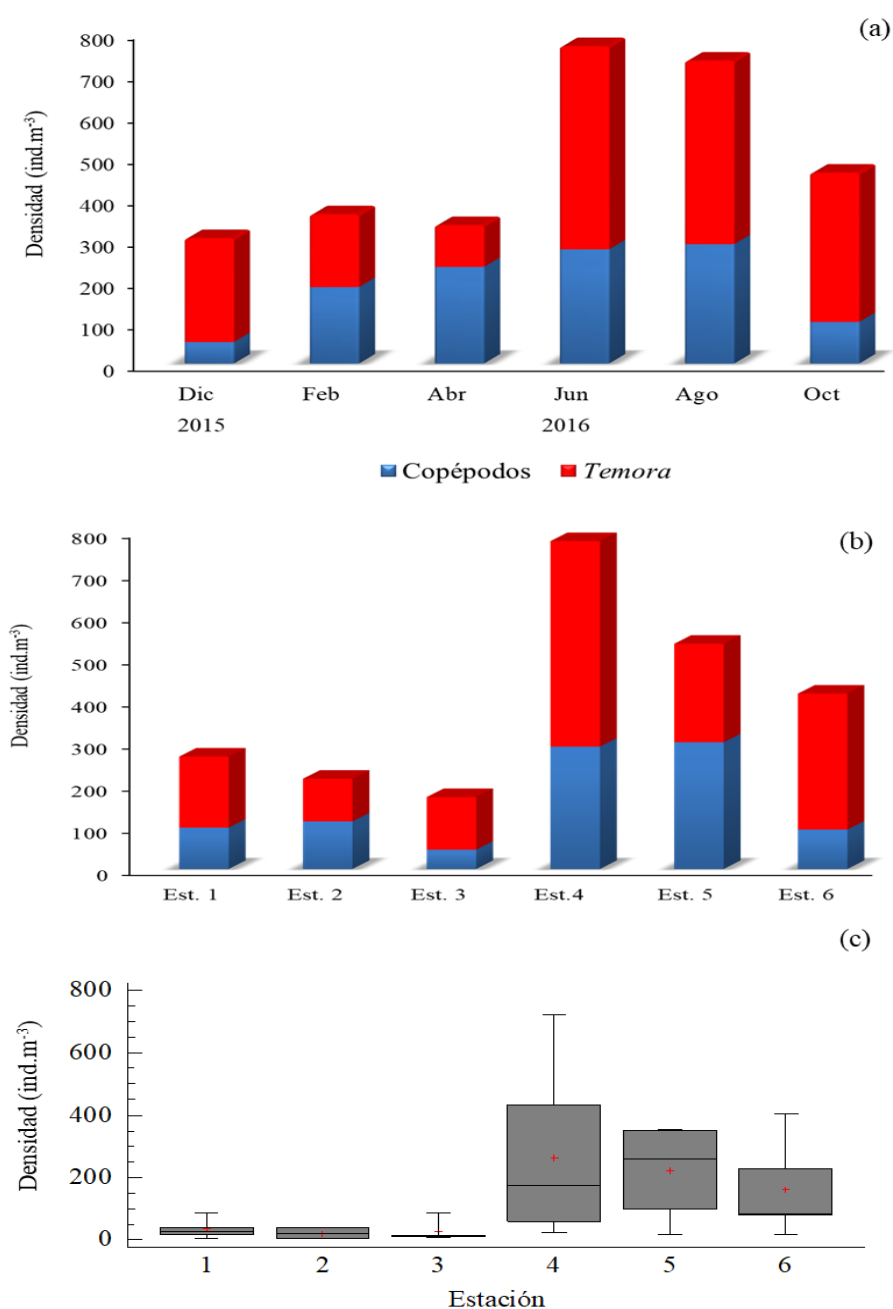 (a)
Densidad (ind.m-3)
800
700
600
500
400
300
200
100
0
Dic Feb Abr Jun Ago Oct
2015 2016
Copépodos Temora
(b)
Densidad (ind.m-3)
800
700
600
500
400
300
200
100
0
Est. 1 Est. 2 Est. 3 Est.4 Est. 5 Est. 6
(c)
Densidad (ind.m-3)
800
600
400
200
0
1 2 3 4 5 6
Estación